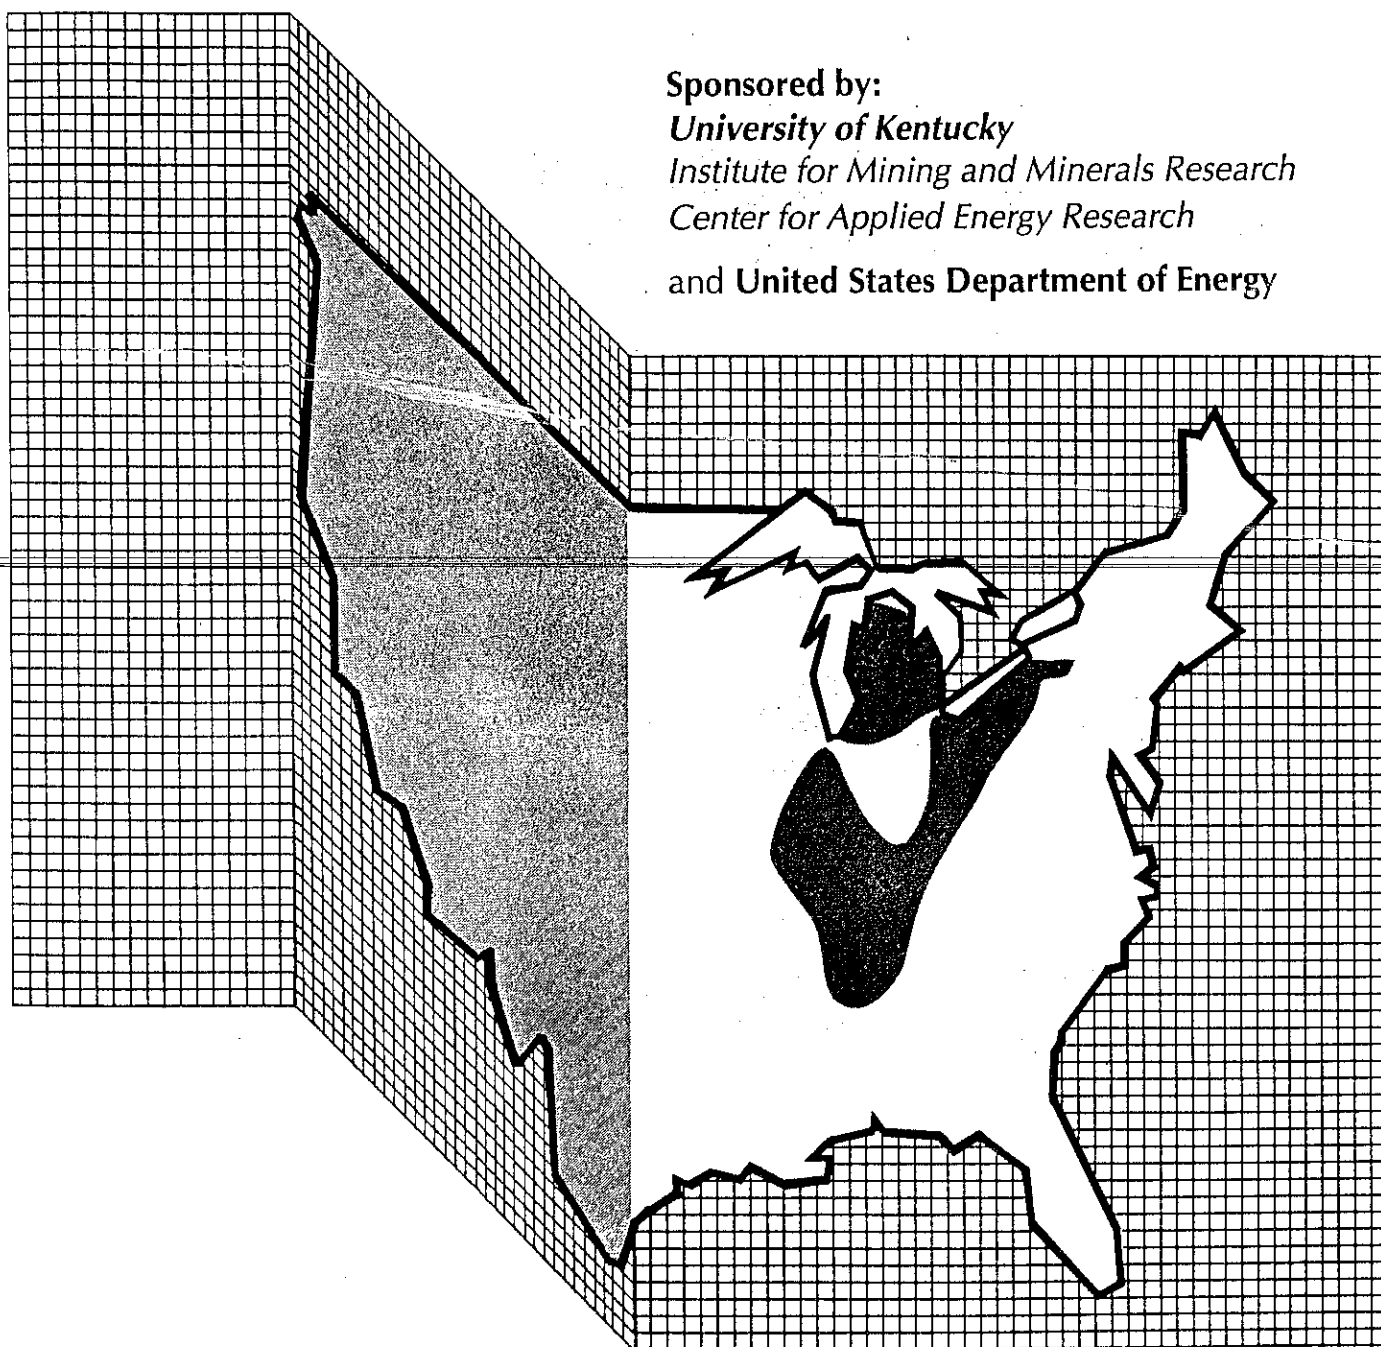 Sponsored by:
University of Kentucky
Institute for Mining and Minerals Research
Center for Applied Energy Research
and United States Department of Energy